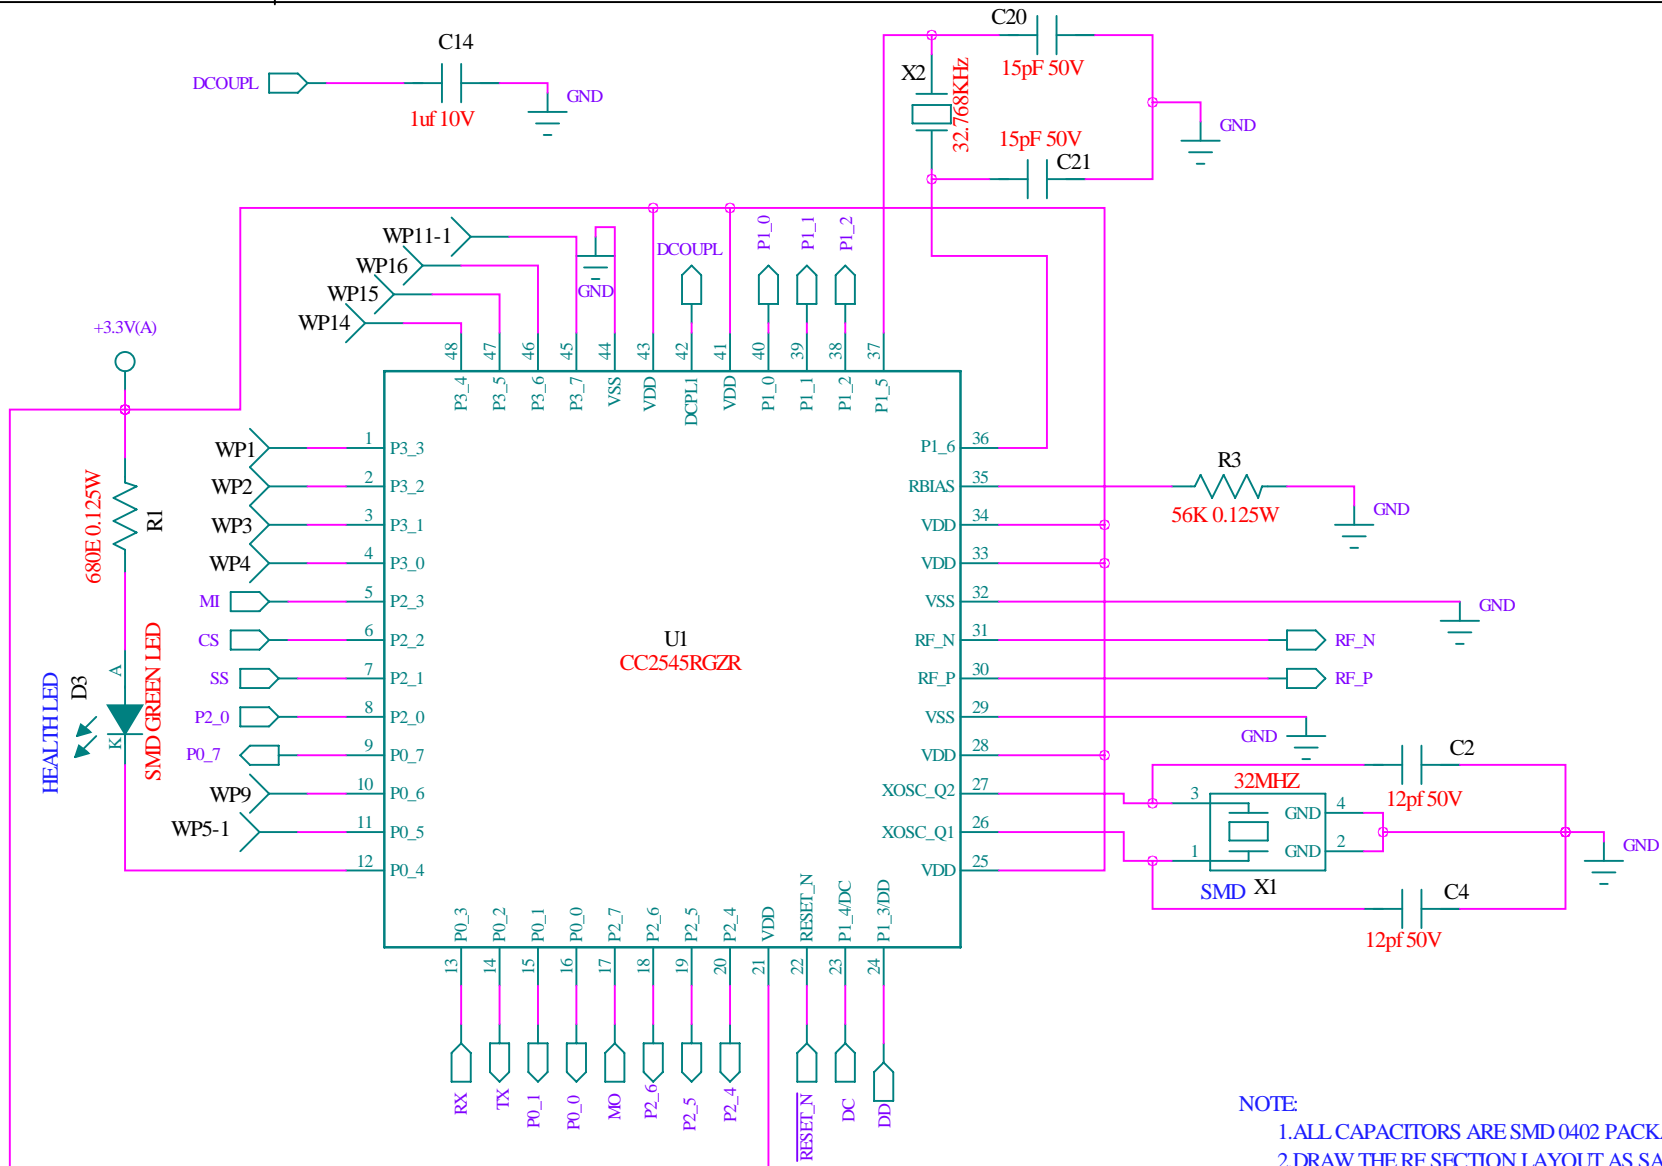 C20
C14
X2
15pF 50V
DCOUPL
32.768KHz
GND
1uf 10V
GND
15pF 50V
C21
WP11-1
P1_0
P1_1
P1_2
DCOUPL
WP16
WP15
GND
WP14
+3.3V(A)
48
47
46
45
44
43
42
41
40
39
38
37
P3_4
P3_5
P3_6
P3_7
VSS
VDD
DCPL1
VDD
P1_0
P1_1
P1_2
P1_5
WP1
1
P3_3
P1_6
36
WP2
2
P3_2
RBIAS
35
R3
56K 0.125W
GND
680E 0.125W
R1
WP3
3
P3_1
VDD
34
WP4
4
P3_0
VDD
33
MI
5
P2_3
VSS
32
GND
CS
6
P2_2
U1
CC2545RGZR
RF_N
31
RF_N
SS
7
P2_1
RF_P
30
RF_P
HEALTH LED
D3
A
K
SMD GREEN LED
P2_0
8
P2_0
VSS
29
GND
P0_7
9
P0_7
VDD
28
C2
WP9
10
P0_6
XOSC_Q2
27
32MHZ
12pf 50V
3
GND
4
WP5-1
11
P0_5
XOSC_Q1
26
1
GND
2
GND
12
P0_4
VDD
25
SMD
X1
C4
12pf 50V
P0_3
P0_2
P0_1
P0_0
P2_7
P2_6
P2_5
P2_4
VDD
RESET_N
P1_4/DC
P1_3/DD
13
14
15
16
17
18
19
20
21
22
23
24
RX
TX
P0_1
P0_0
MO
P2_6
P2_5
P2_4
RESET_N
DC
DD
NOTE:
1.ALL CAPACITORS ARE SMD 0402
2.DRAW THE RF SECTION LAYOUT AS